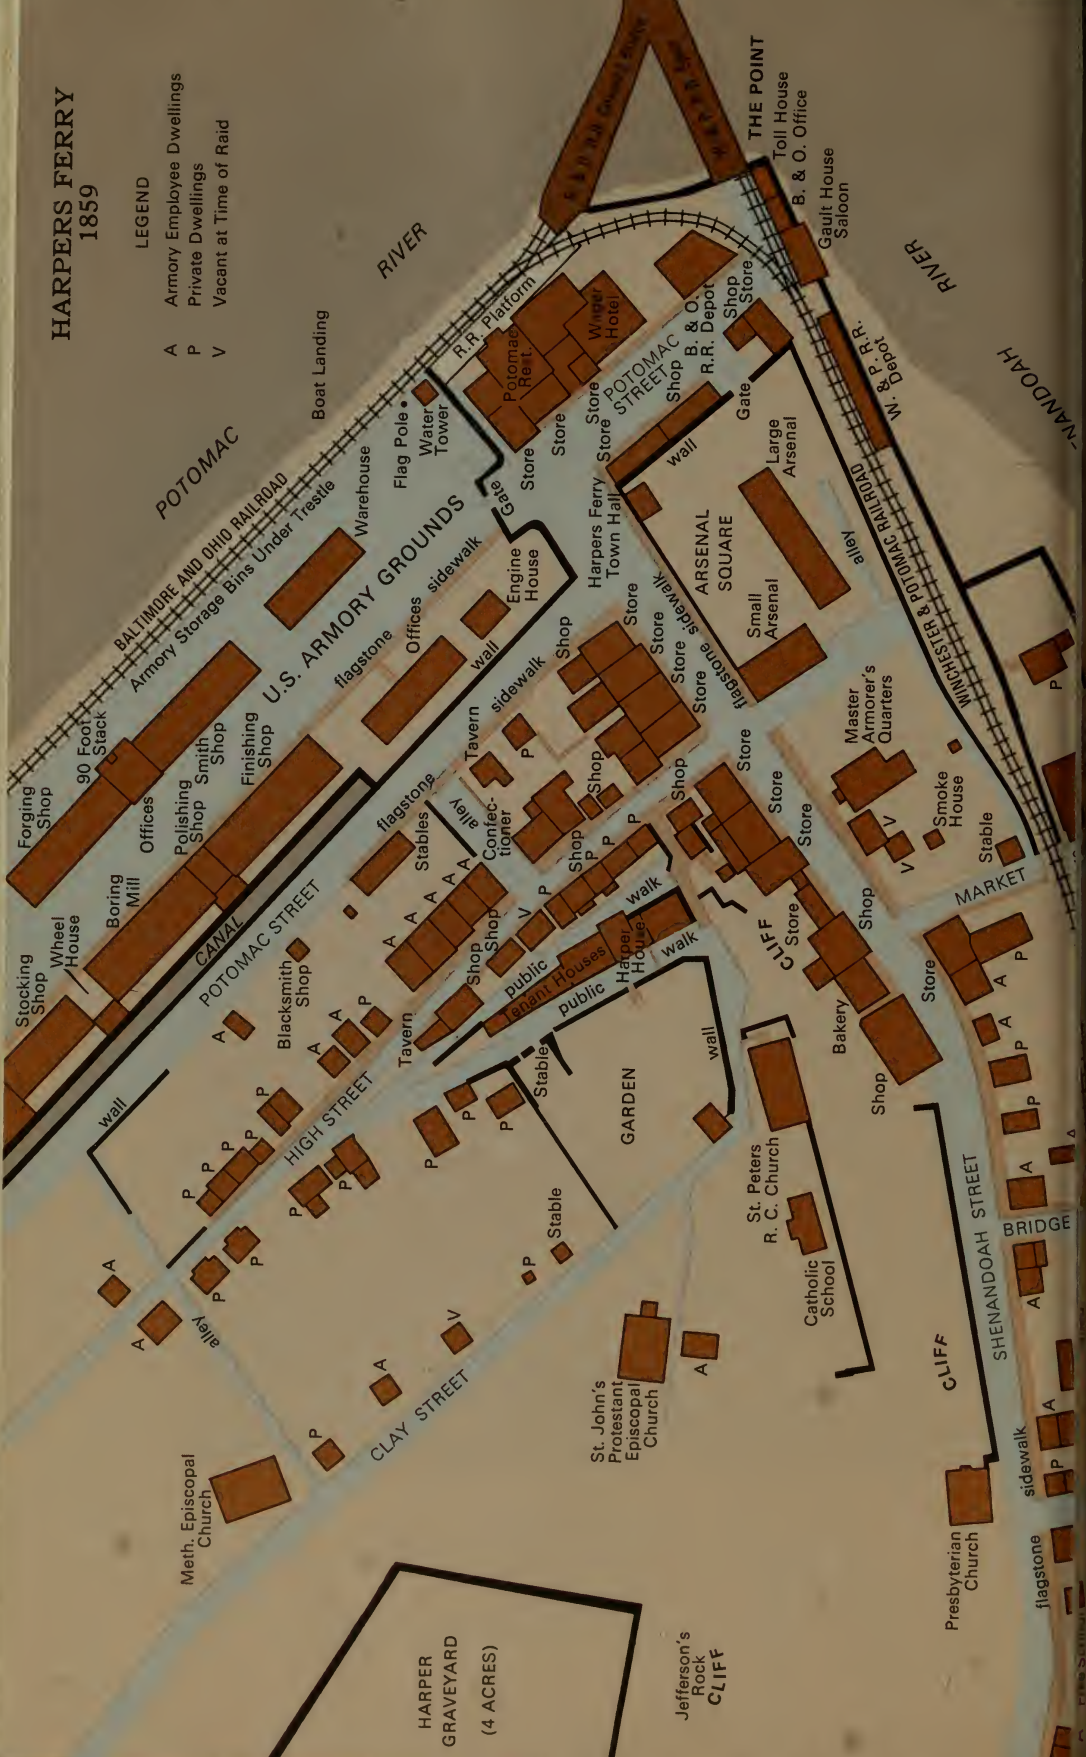 HARPERS FERRY
1859
LEGEND
A Armory Employee Dwellings
P Private Dwellings
V Vacant at Time of Raid
RIVER
POTOMAC
Boat Landing
BALTIMORE AND OHIO RAILROAD
Armory Storage Bins Under Trestle
R.R. Platform
Flag Pole
Water
Tower
Warehouse
U.S. ARMORY GROUNDS
90 Foot
Stack
Forging
Shop
Offices
Smith
Shop
Polishing
Shop
Finishing
Shop
Boring
Mill
Wheel
House
Stocking
Shop
CANAL
flagstone
sidewalk
Offices
Engine
House
wall
Gate
THE POINT
Toll House
B. & O. Office
Gault House
Saloon
RIVER
Potomac
Rest.
Wager
Hotel
Store
Store
Store
POTOMAC
STREET
B. & O.
R.R. Depot
Shop
Store
Shop
Store
Gate
wall
W. & P. R.R.
Depot
WINCHESTER & POTOMAC RAILROAD
Harpers Ferry
Town Hall
Large
Arsenal
ARSENAL
SQUARE
Small
Arsenal
alley
flagstone
sidewalk
Store
Store
Store
Store
Shop
sidewalk
flagstone
Tavern
P
alley
Confec-
tioner
Shop
Shop
Stables
POTOMAC STREET
A
A
A
A
A
Shop
Shop
V
P
P
P
P
walk
public
Tenant Houses
Harper
House
walk
public
Blacksmith
Shop
A
A
A
P
Tavern
HIGH STREET
P
P
P
P
P
P
P
P
P
P
wall
Stable
GARDEN
wall
Shop
Store
Store
Store
Store
CLIFF
Shop
Bakery
Shop
Master
Armorer's
Quarters
V
V
Smoke
House
Stable
P
MARKET
Store
A
P
A
P
P
A
A
BRIDGE
SHENANDOAH STREET
A
A
P
sidewalk
flagstone
St. Peters
R. C. Church
Catholic
School
CLIFF
Presbyterian
Church
St. John's
Protestant
Episcopal
Church
A
P
Stable
V
A
P
CLAY STREET
alley
A
A
P
P
Meth. Episcopal
Church
HARPER
GRAVEYARD
(4 ACRES)
Jefferson's
Rock
CLIFF